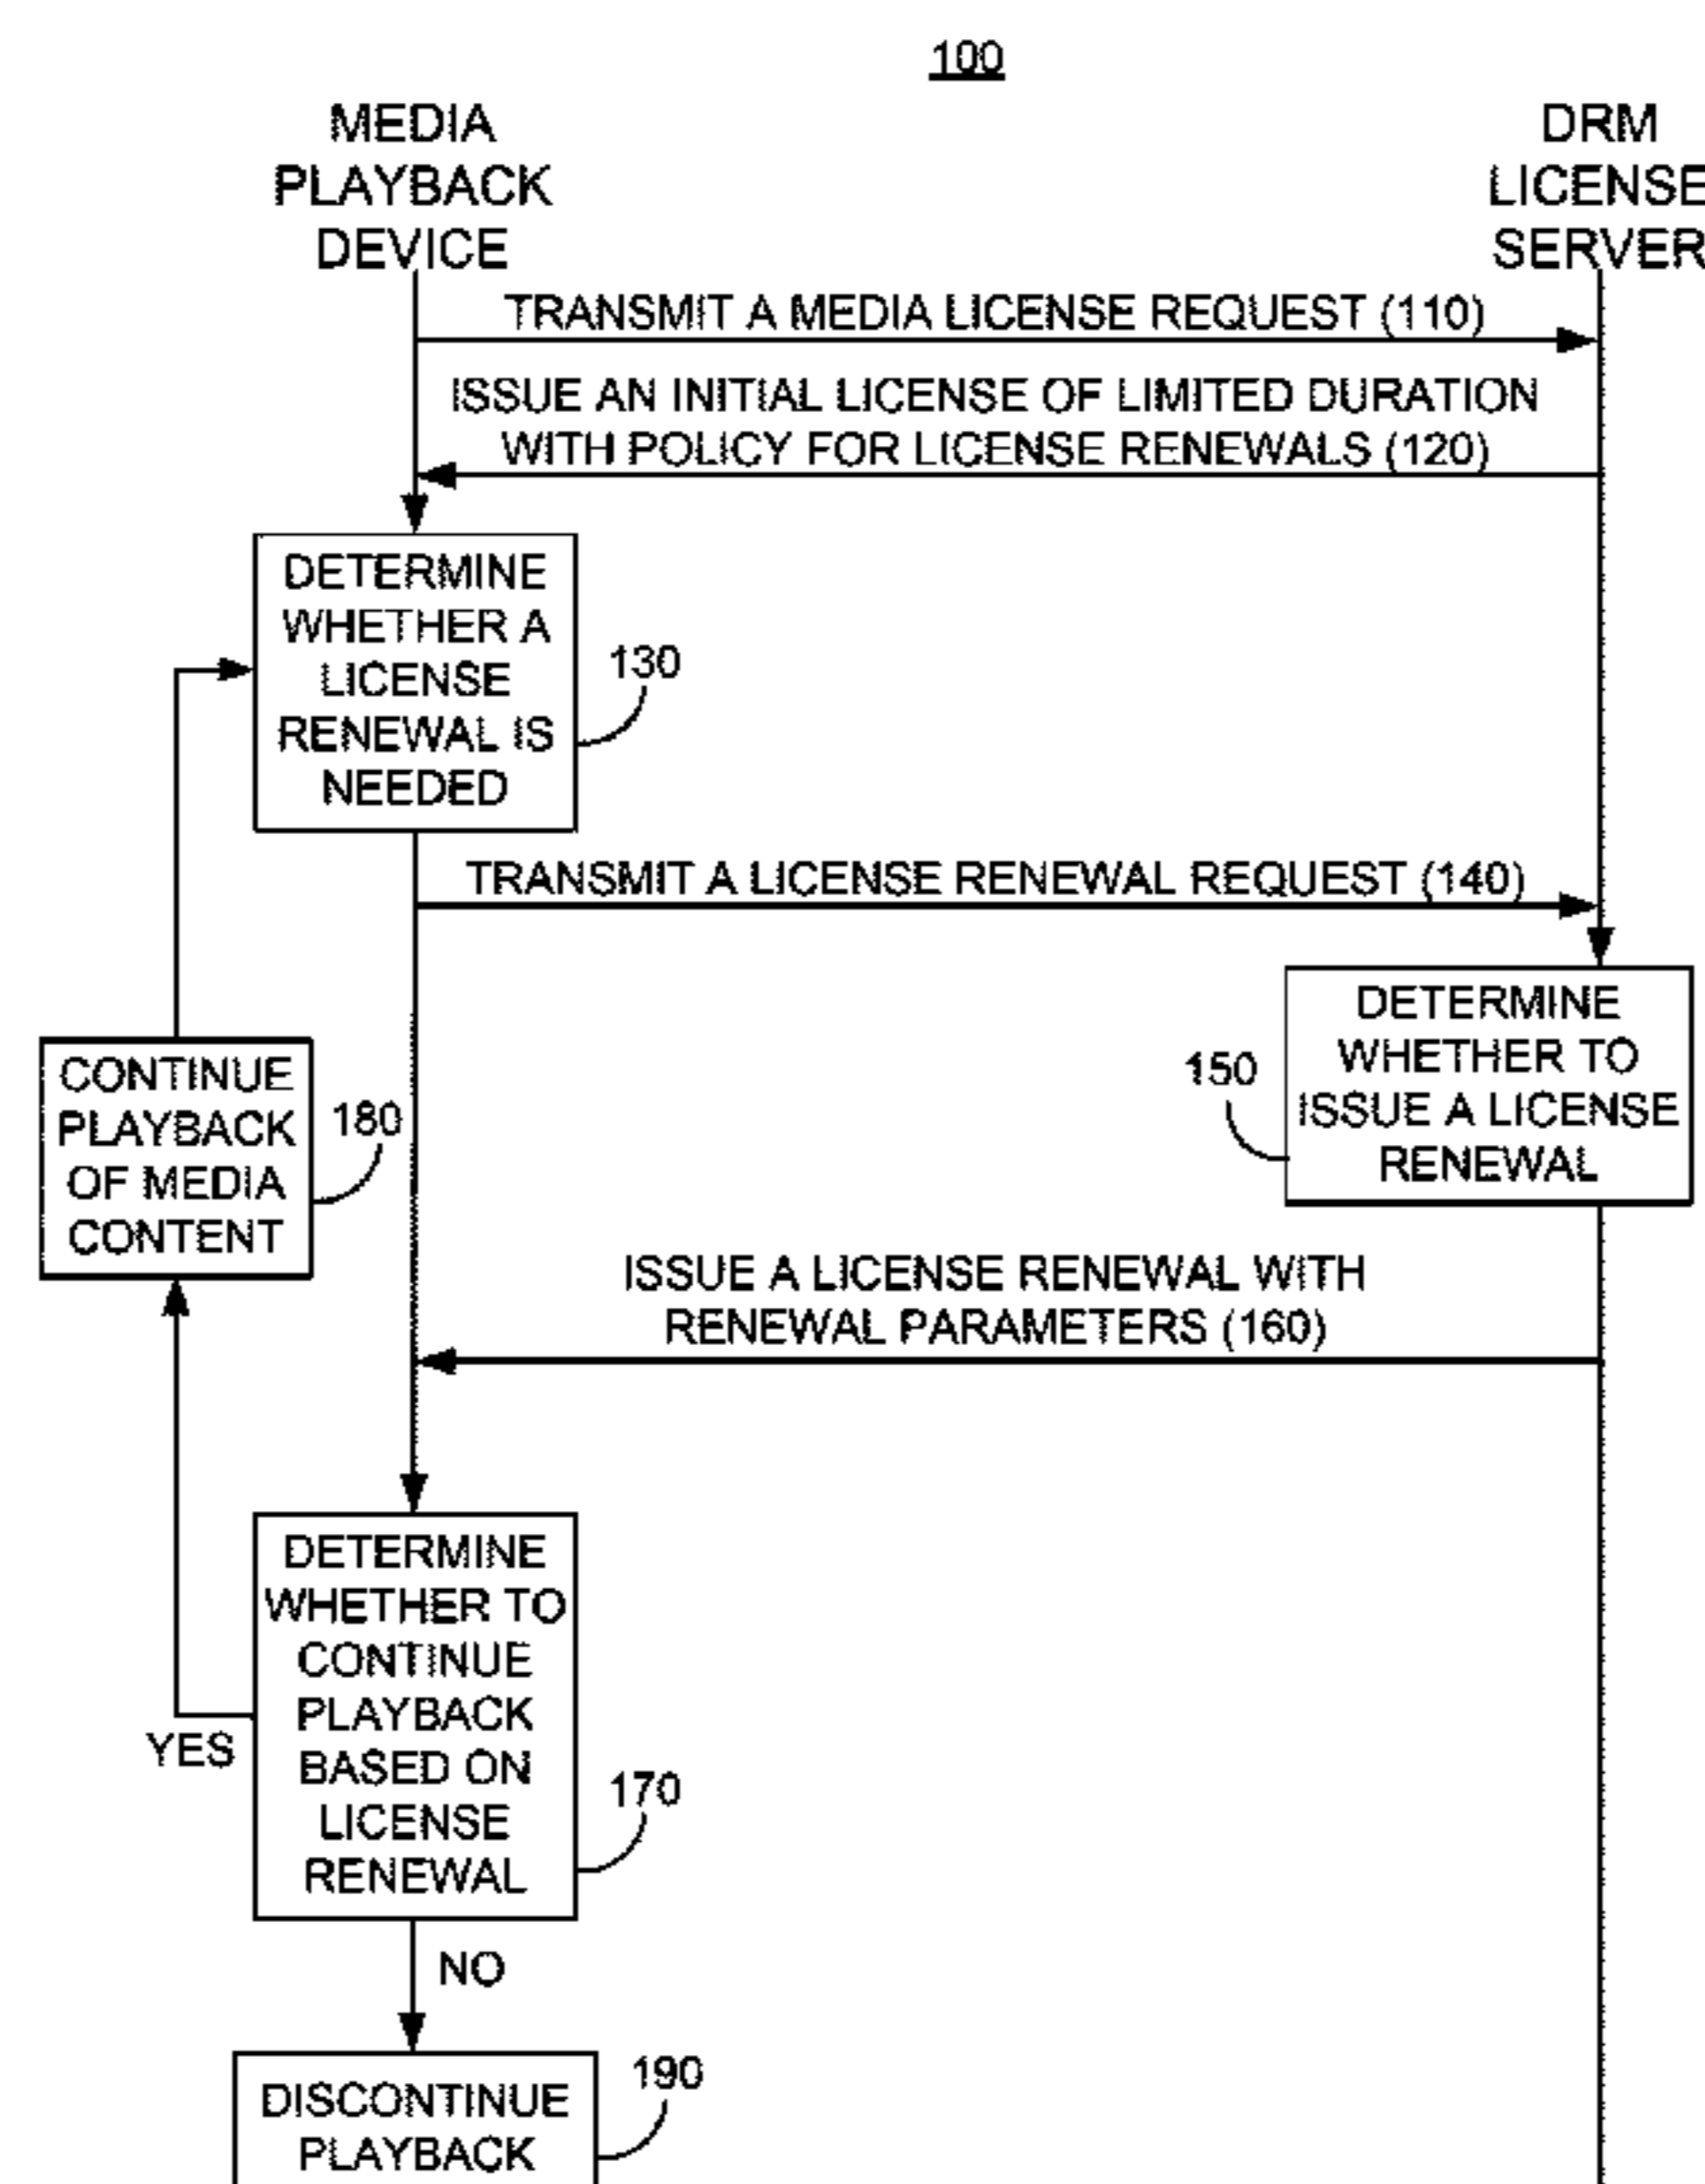 100
MEDIA
PLAYBACK
DEVICE
DRM
LICENSE
SERVER
TRANSMIT A MEDIA LICENSE REQUEST (110)
ISSUE AN INITIAL LICENSE OF LIMITED DURATION
WITH POLICY FOR LICENSE RENEWALS (120)
DETERMINE
WHETHER A
LICENSE
RENEWAL IS
NEEDED
130
TRANSMIT A LICENSE RENEWAL REQUEST (140)
DETERMINE
WHETHER TO
ISSUE A LICENSE
RENEWAL
150
CONTINUE
PLAYBACK
OF MEDIA
CONTENT
180
ISSUE A LICENSE RENEWAL WITH
RENEWAL PARAMETERS (160)
DETERMINE
WHETHER TO
CONTINUE
PLAYBACK
BASED ON
LICENSE
RENEWAL
170
YES
NO
DISCONTINUE
PLAYBACK
190